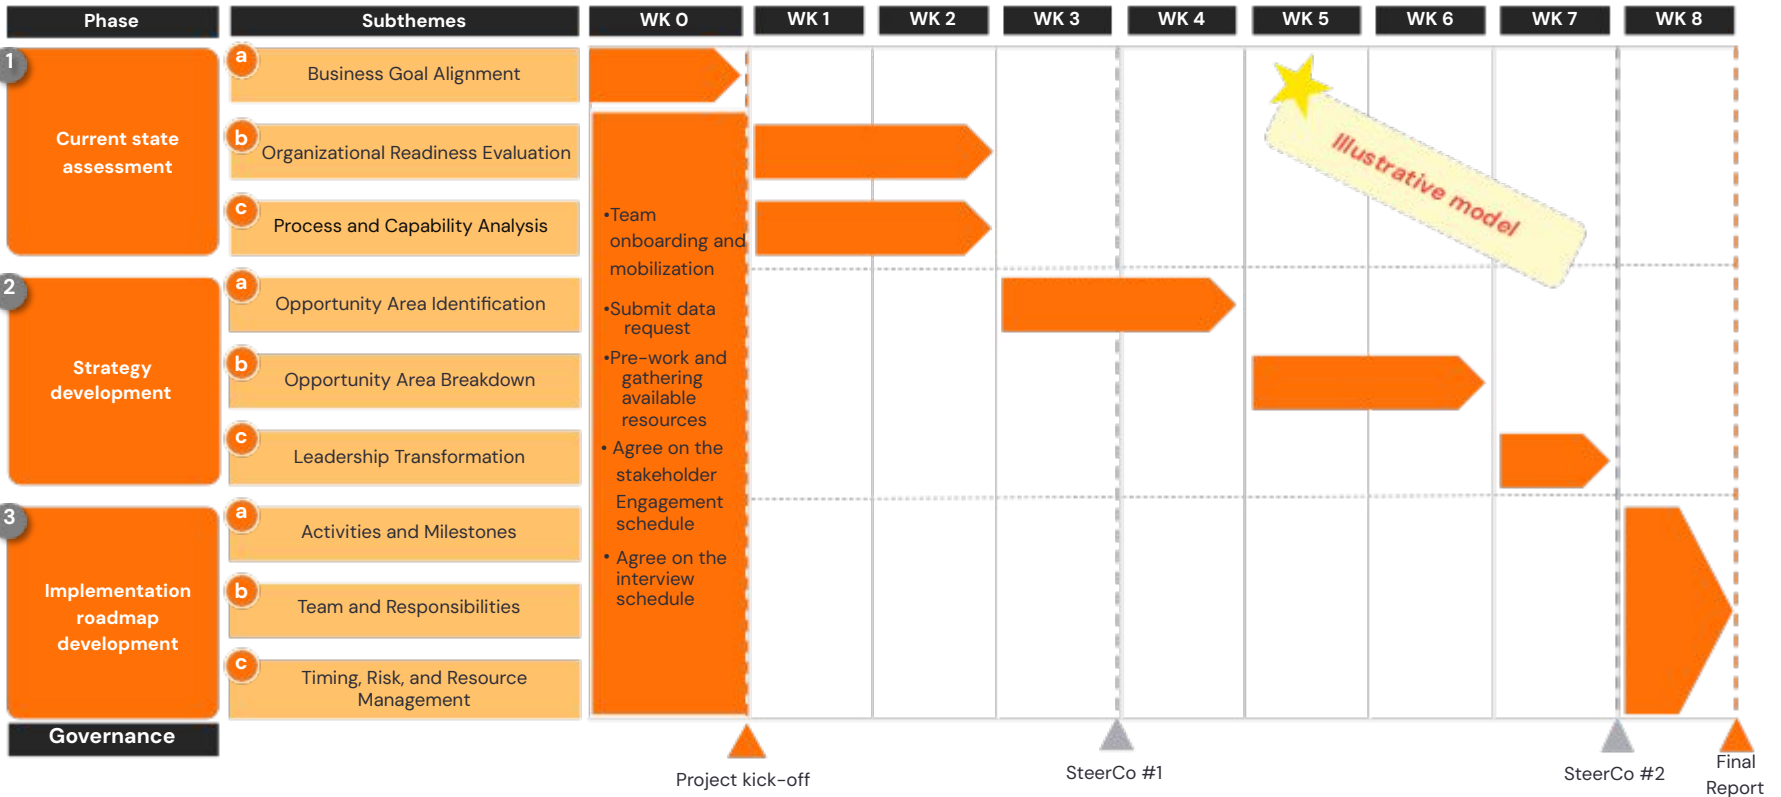 Phase
Subthemes
WK 0
WK 1
WK 2
WK 3
WK 4
WK 5
WK 6
WK 7
WK 8
1
Current state
assessment
a
Business Goal Alignment
b
Organizational Readiness Evaluation
c
Process and Capability Analysis
2
Strategy
development
a
Opportunity Area Identification
b
Opportunity Area Breakdown
c
Leadership Transformation
3
Implementation
roadmap
development
a
Activities and Milestones
b
Team and Responsibilities
c
Timing, Risk, and Resource
Management
•Team
onboarding and
mobilization
•Submit data
request
•Pre-work and
gathering
available
resources
• Agree on the
stakeholder
Engagement
schedule
• Agree on the
interview
schedule
Illustrative model
Governance
Project kick-off
SteerCo #1
SteerCo #2
Final
Report